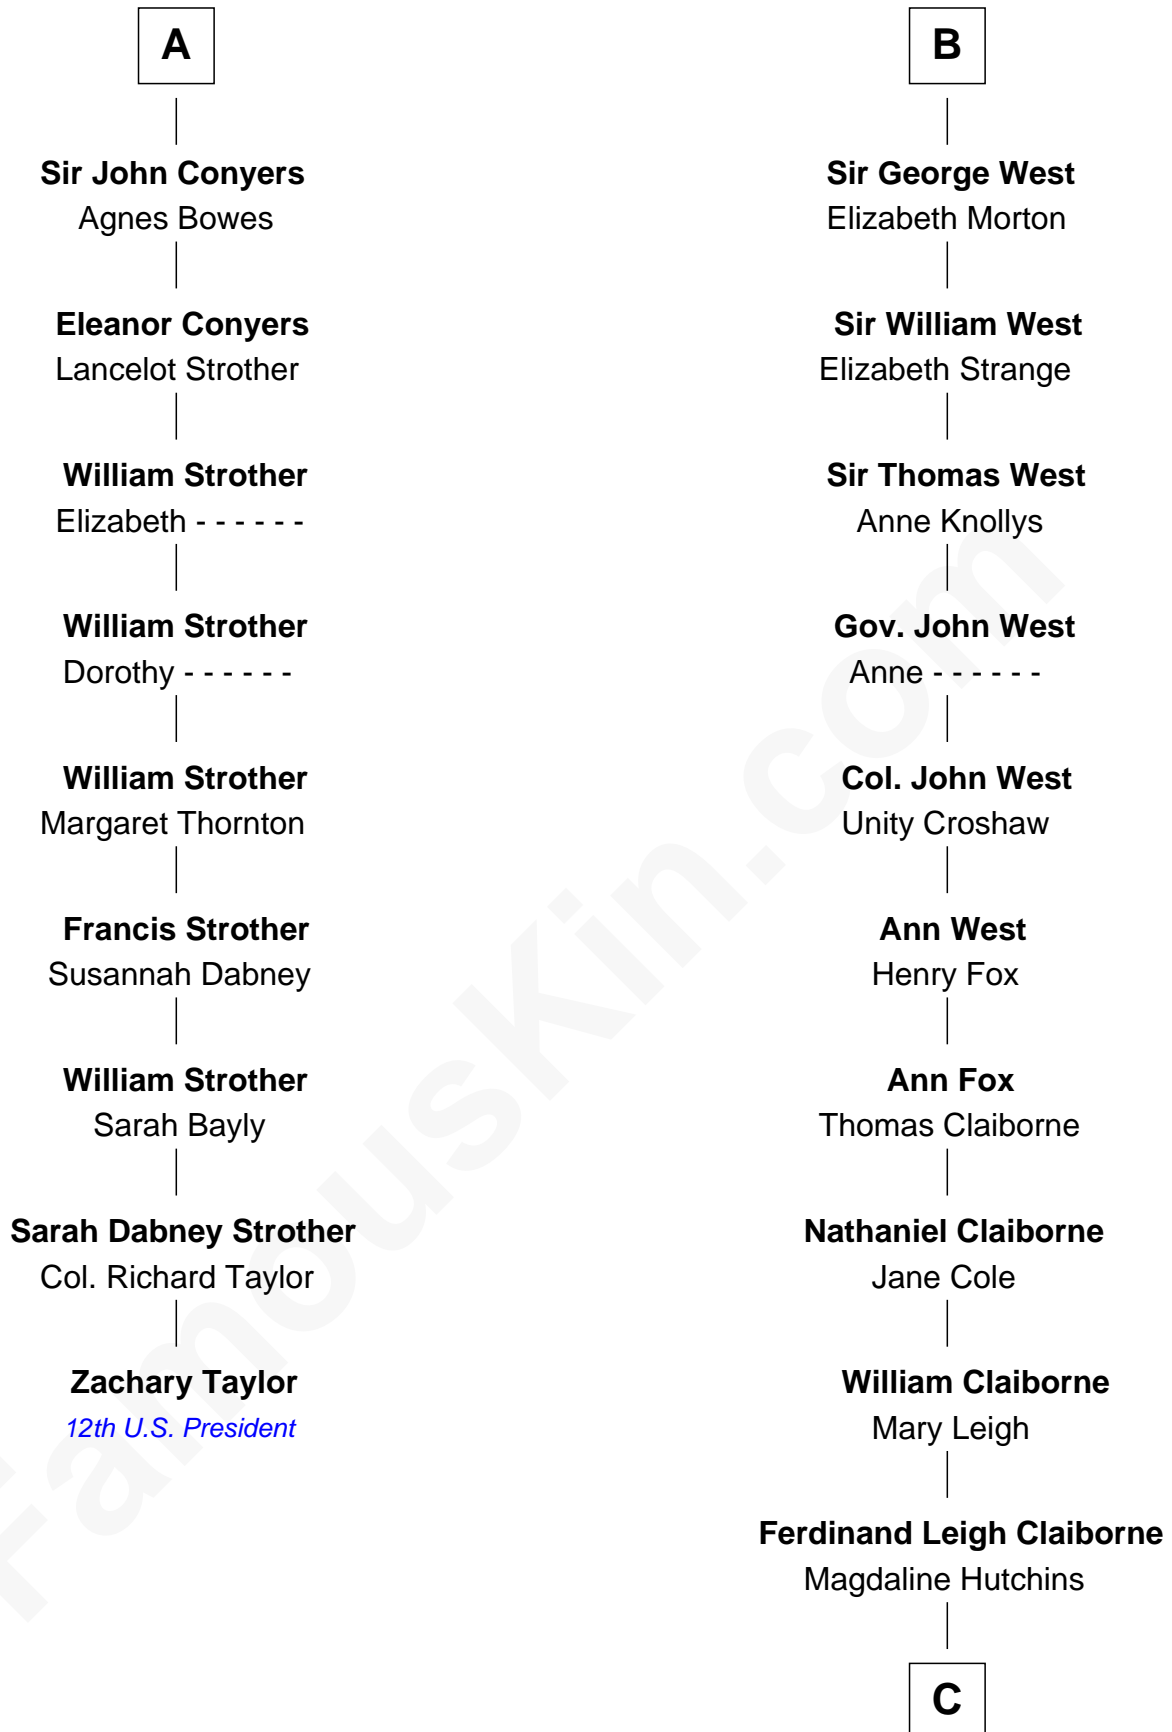 A
Sir John Conyers
Agnes Bowes
Eleanor Conyers
Lancelot Strother
William Strother
Elizabeth - - - - - -
William Strother
Dorothy - - - - - -
William Strother
Margaret Thornton
Francis Strother
Susannah Dabney
William Strother
Sarah Bayly
Sarah Dabney Strother
Col. Richard Taylor
Zachary Taylor
12th U.S. President
B
Sir George West
Elizabeth Morton
Sir William West
Elizabeth Strange
Sir Thomas West
Anne Knollys
Gov. John West
Anne - - - - - -
Col. John West
Unity Croshaw
Ann West
Henry Fox
Ann Fox
Thomas Claiborne
Nathaniel Claiborne
Jane Cole
William Claiborne
Mary Leigh
Ferdinand Leigh Claiborne
Magdaline Hutchins
C
FamousKin.com